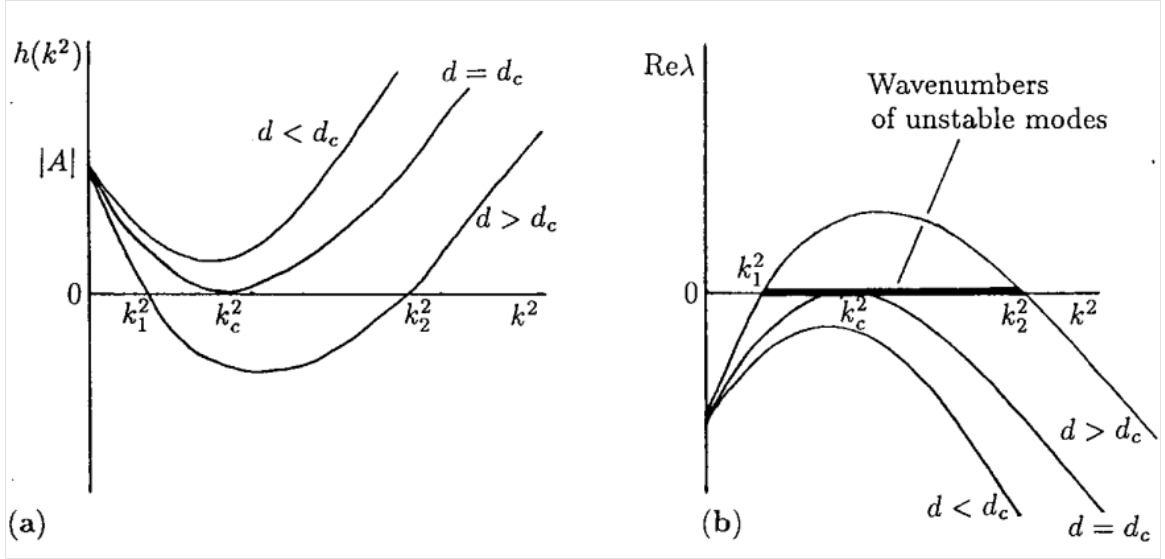 h(k²)
d = d_c
d < d_c
|A|
d > d_c
0
k₁²
k_c²
k₂²
k²
(a)
Reλ
Wavenumbers
of unstable modes
k₁²
0
k_c²
k₂²
k²
d > d_c
d < d_c
d = d_c
(b)